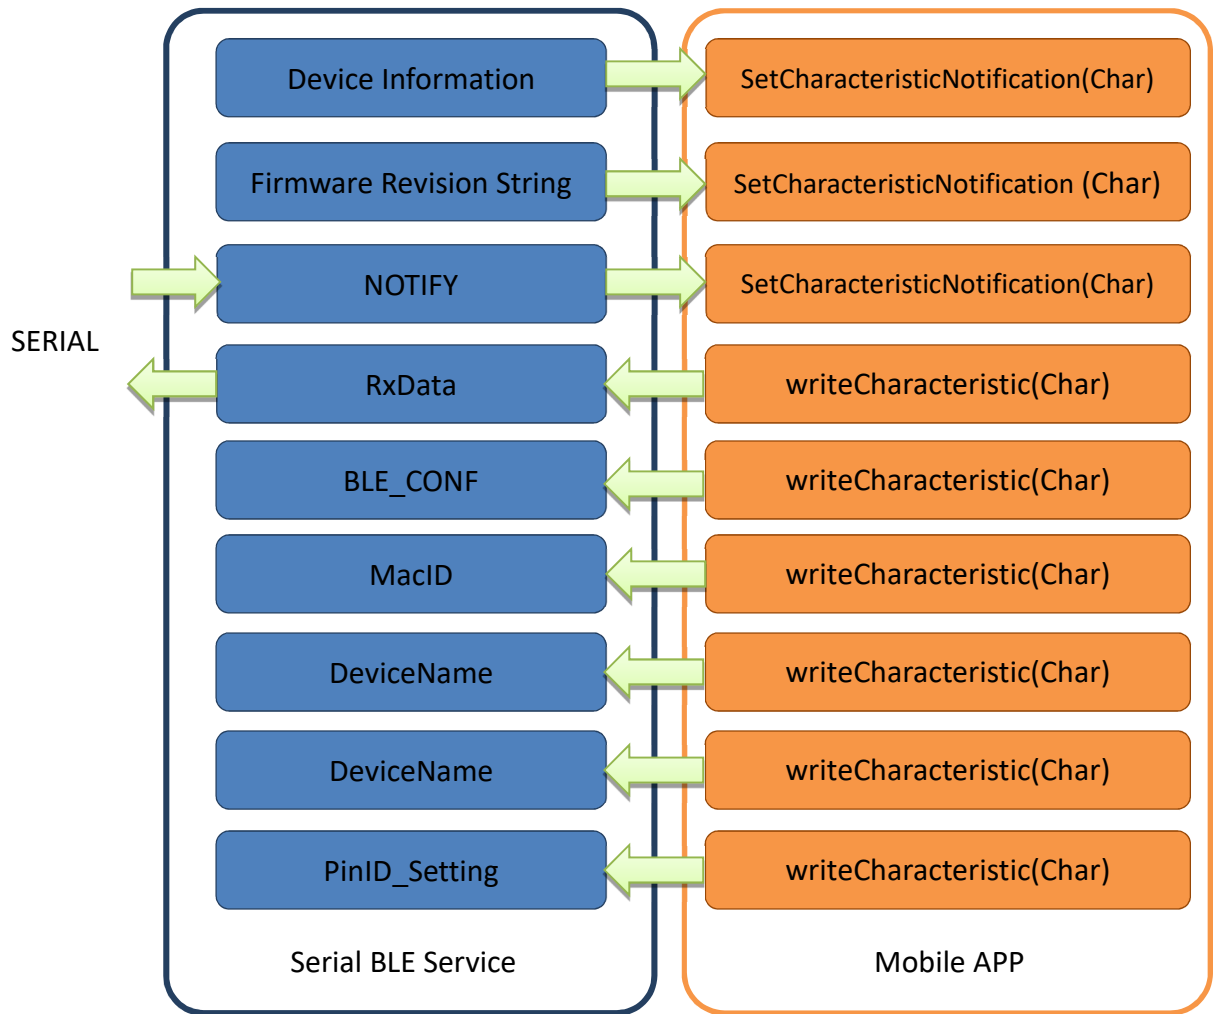 Device Information
SetCharacteristicNotification(Char)
Firmware Revision String
SetCharacteristicNotification (Char)
NOTIFY
SetCharacteristicNotification(Char)
SERIAL
RxData
writeCharacteristic(Char)
BLE_CONF
writeCharacteristic(Char)
MacID
writeCharacteristic(Char)
DeviceName
writeCharacteristic(Char)
DeviceName
writeCharacteristic(Char)
PinID_Setting
writeCharacteristic(Char)
Serial BLE Service
Mobile APP